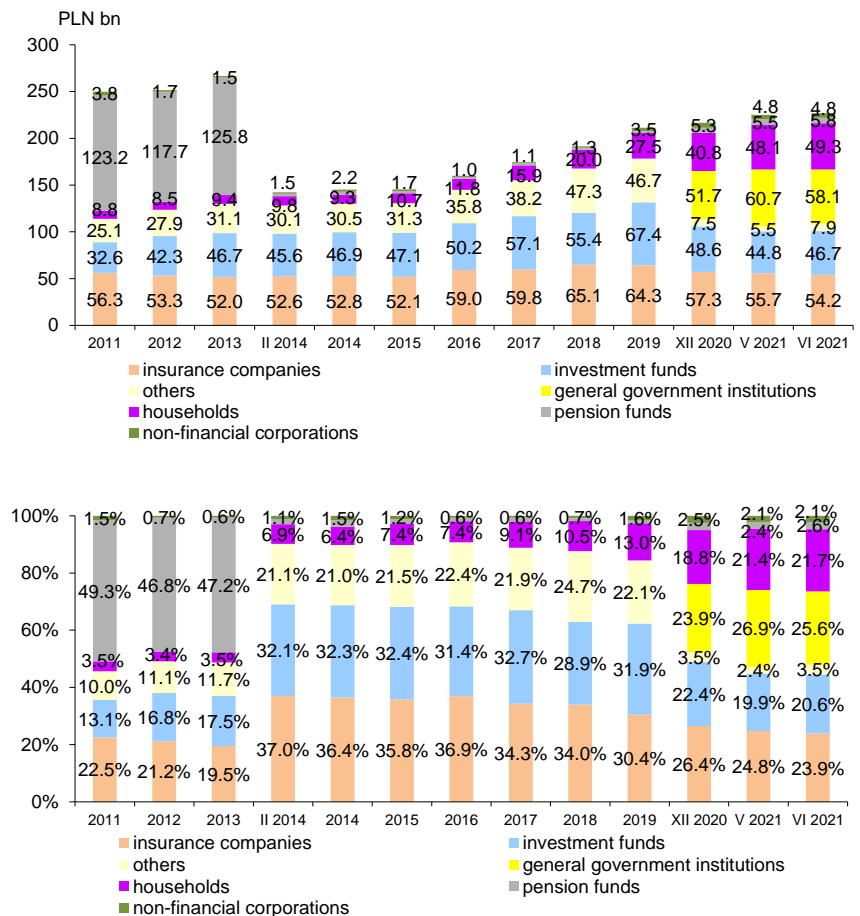 PLN bn
300
250
200
150
100
50
0
3.8 1.7 1.5 1.5 2.2 1.7 1.0 1.1 1.3 3.5 5.3 4.8 4.8
123.2 117.7 125.8 5.5 5.8
8.8 8.5 9.4 9.8 9.3 10.7 11.8 15.9 20.0 27.5 40.8 48.1 49.3
51.7 60.7 58.1
25.1 27.9 31.1 30.1 30.5 31.3 35.8 38.2 47.3 46.7 7.5 5.5 7.9
32.6 42.3 46.7 45.6 46.9 47.1 50.2 57.1 55.4 67.4 48.6 44.8 46.7
56.3 53.3 52.0 52.6 52.8 52.1 59.0 59.8 65.1 64.3 57.3 55.7 54.2
2011 2012 2013 II 2014 2014 2015 2016 2017 2018 2019 XII 2020 V 2021 VI 2021
insurance companies investment funds
others general government institutions
households pension funds
non-financial corporations
100%
80%
60%
40%
20%
0%
1.5% 0.7% 0.6% 1.1% 1.5% 1.2% 0.6% 0.6% 0.7% 1.6% 2.5% 2.1% 2.1%
49.3% 46.8% 47.2% 2.4% 2.6%
3.5% 3.4% 3.5% 6.9% 6.4% 7.4% 7.4% 9.1% 10.5% 13.0% 18.8% 21.4% 21.7%
23.9% 26.9% 25.6%
10.0% 11.1% 11.7% 21.1% 21.0% 21.5% 22.4% 21.9% 24.7% 22.1% 3.5% 2.4% 3.5%
13.1% 16.8% 17.5% 32.1% 32.3% 32.4% 31.4% 32.7% 28.9% 31.9% 22.4% 19.9% 20.6%
22.5% 21.2% 19.5% 37.0% 36.4% 35.8% 36.9% 34.3% 34.0% 30.4% 26.4% 24.8% 23.9%
2011 2012 2013 II 2014 2014 2015 2016 2017 2018 2019 XII 2020 V 2021 VI 2021
insurance companies investment funds
others general government institutions
households pension funds
non-financial corporations